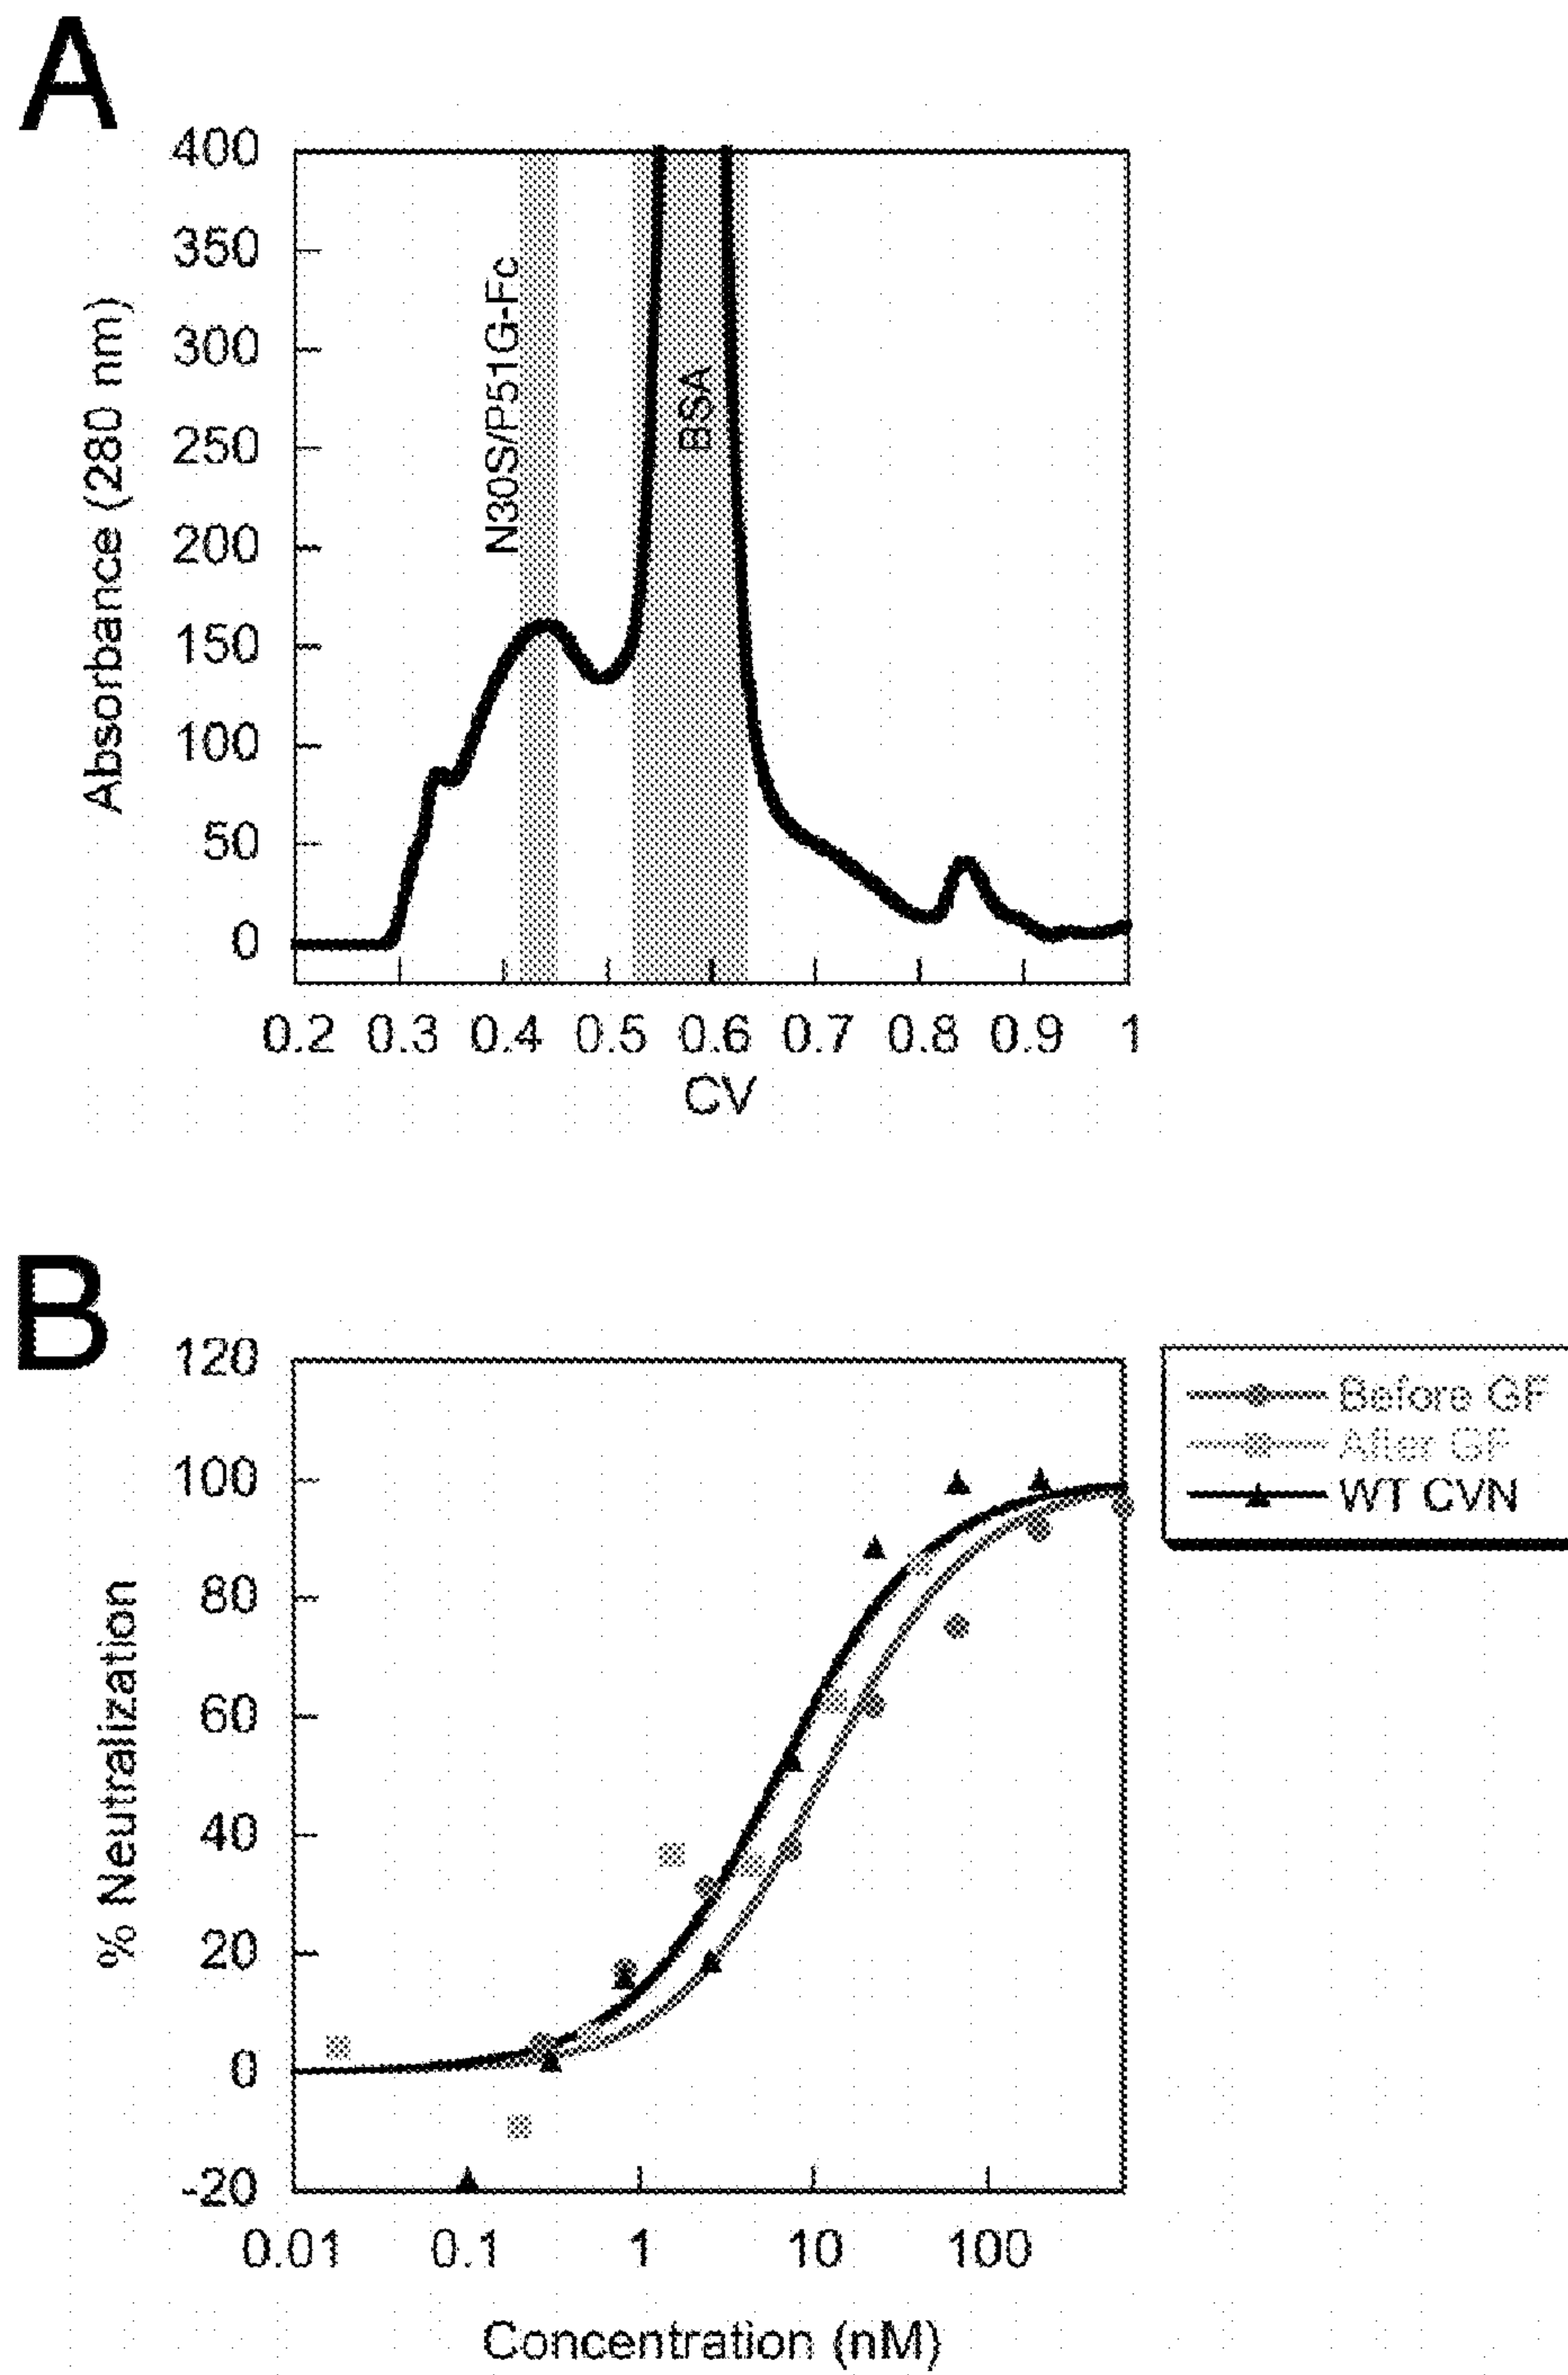 A
400
350
300
250
200
150
100
50
0
Absorbance (280 nm)
N30S/P51G-Fc
BSA
0.2 0.3 0.4 0.5 0.6 0.7 0.8 0.9 1
CV
B
120
100
80
60
40
20
0
-20
% Neutralization
Before GF
After GF
WT CVN
0.01 0.1 1 10 100
Concentration (nM)